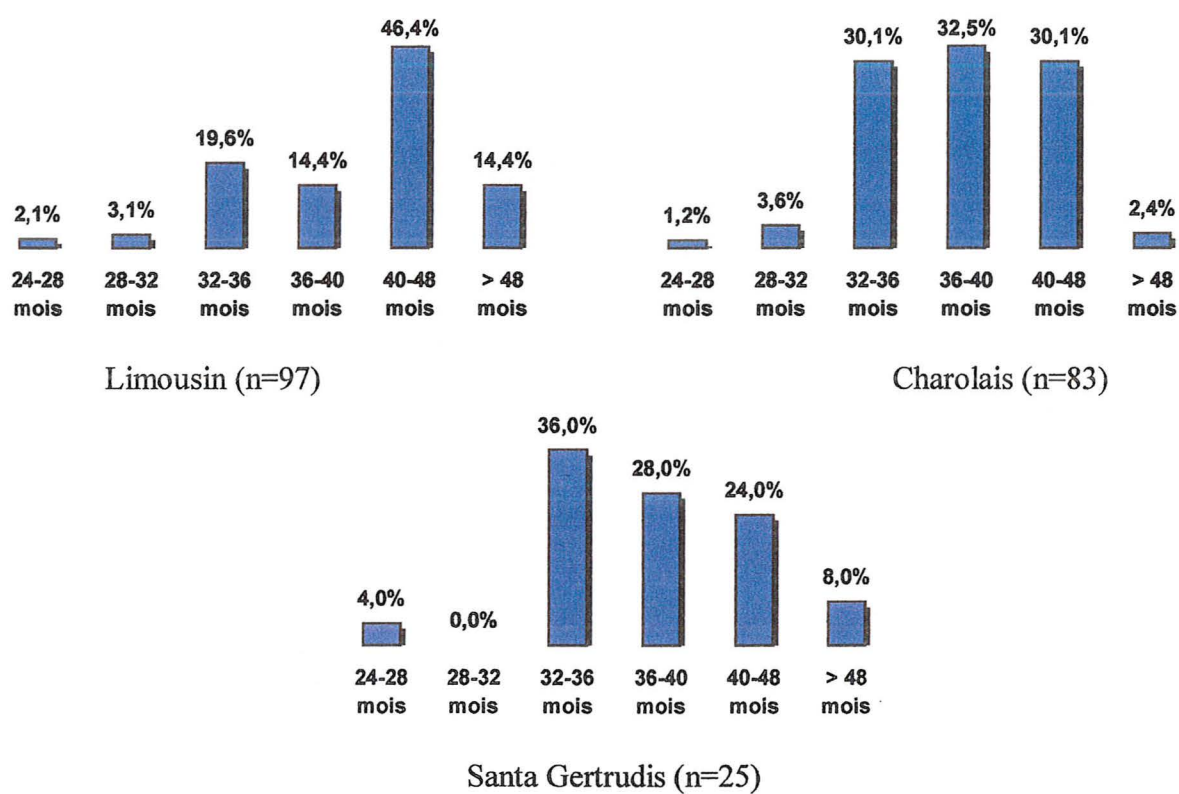 46,4%
19,6%
14,4%
14,4%
2,1%
3,1%
24-28 28-32 32-36 36-40 40-48 > 48
mois mois mois mois mois mois
Limousin (n=97)
30,1%
32,5%
30,1%
1,2%
3,6%
2,4%
24-28 28-32 32-36 36-40 40-48 > 48
mois mois mois mois mois mois
Charolais (n=83)
36,0%
28,0%
24,0%
4,0%
0,0%
8,0%
24-28 28-32 32-36 36-40 40-48 > 48
mois mois mois mois mois mois
Santa Gertrudis (n=25)